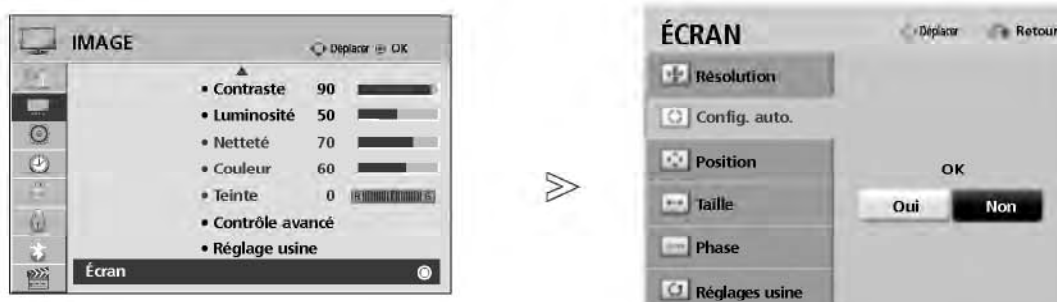 IMAGE
Déplacer OK
• Contraste 90
• Luminosité 50
• Netteté 70
• Couleur 60
• Teinte 0 R G
• Contrôle avancé
• Réglage usine
Écran
ÉCRAN
Déplacer Retour
Résolution
Config. auto.
Position
Taille
Phase
Réglages usine
OK
Oui Non